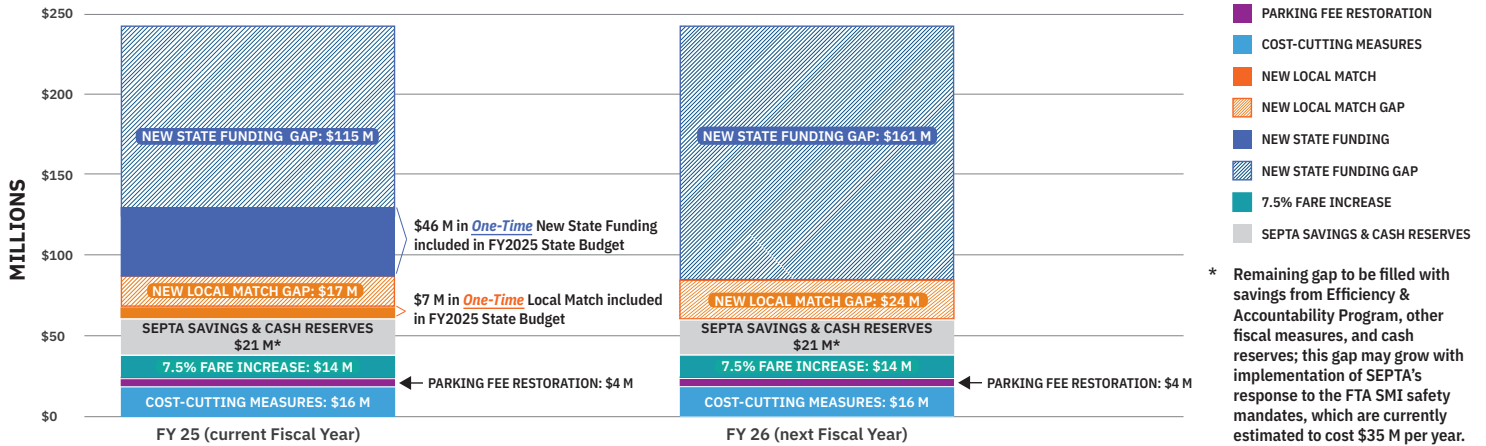 MILLIONS
$250
$200
$150
$100
$50
$0
NEW STATE FUNDING GAP: $115 M
$46 M in One-Time New State Funding
included in FY2025 State Budget
NEW LOCAL MATCH GAP: $17 M
$7 M in One-Time Local Match included
in FY2025 State Budget
SEPTA SAVINGS & CASH RESERVES
$21 M*
7.5% FARE INCREASE: $14 M
PARKING FEE RESTORATION: $4 M
COST-CUTTING MEASURES: $16 M
FY 25 (current Fiscal Year)
NEW STATE FUNDING GAP: $161 M
NEW LOCAL MATCH GAP: $24 M
SEPTA SAVINGS & CASH RESERVES
$21 M*
7.5% FARE INCREASE: $14 M
PARKING FEE RESTORATION: $4 M
COST-CUTTING MEASURES: $16 M
FY 26 (next Fiscal Year)
PARKING FEE RESTORATION
COST-CUTTING MEASURES
NEW LOCAL MATCH
NEW LOCAL MATCH GAP
NEW STATE FUNDING
NEW STATE FUNDING GAP
7.5% FARE INCREASE
SEPTA SAVINGS & CASH RESERVES
* Remaining gap to be filled with
savings from Efficiency &
Accountability Program, other
fiscal measures, and cash
reserves; this gap may grow with
implementation of SEPTA's
response to the FTA SMI safety
mandates, which are currently
estimated to cost $35 M per year.